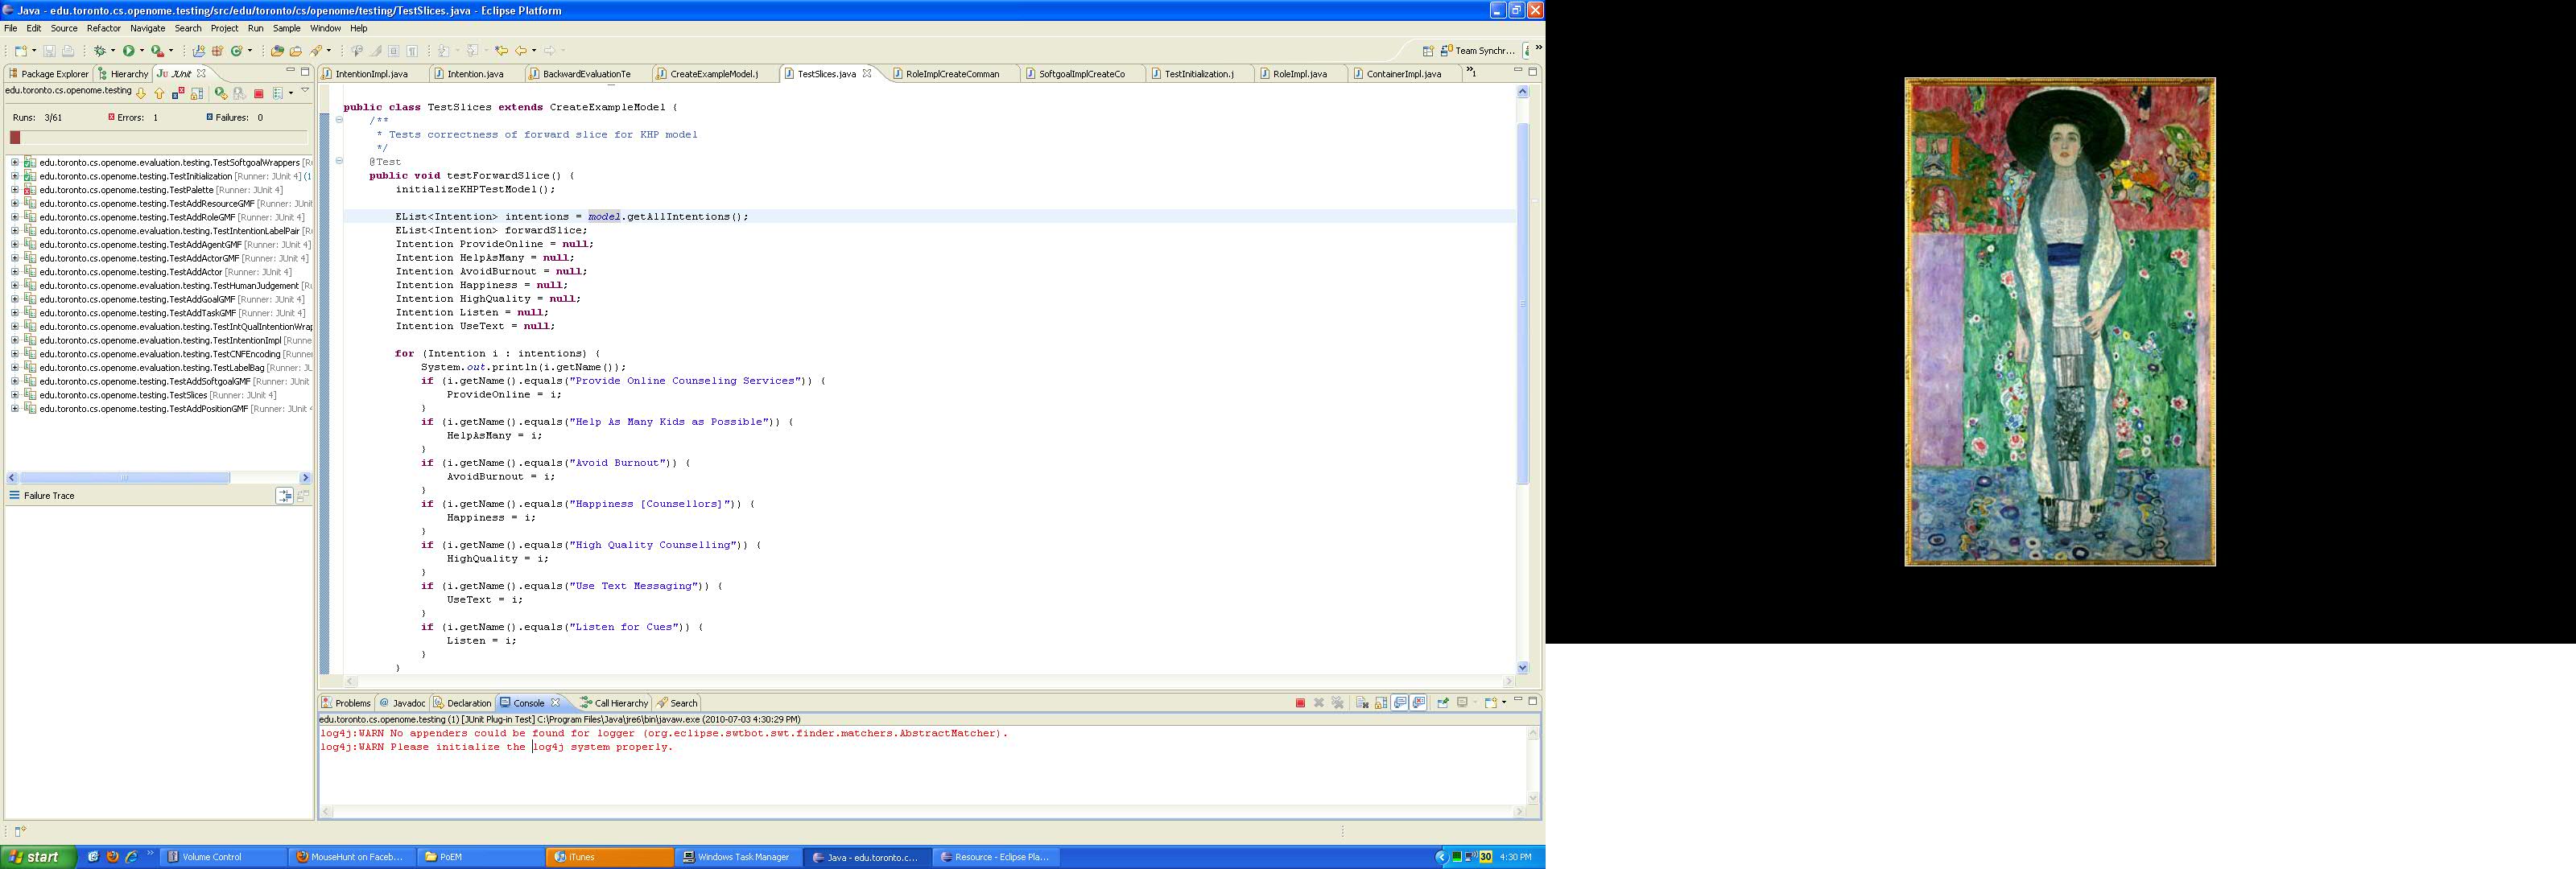 Java - edu.toronto.cs.openome.testing/src/edu/toronto/cs/openome/testing/TestSlices.java - Eclipse Platform
File Edit Source Refactor Navigate Search Project Run Sample Window Help
Team Synchr...
Package Explorer Hierarchy JUnit
IntentionImpl.java Intention.java BackwardEvaluationTe CreateExampleModel.j TestSlices.java RoleImplCreateComman SoftgoalImplCreateCo TestInitialization.j RoleImpl.java ContainerImpl.java »1
edu.toronto.cs.openome.testing
Runs: 3/61 Errors: 1 Failures: 0
edu.toronto.cs.openome.evaluation.testing.TestSoftgoalWrappers [R
edu.toronto.cs.openome.evaluation.testing.TestInitialization [Runner: JUnit 4] (1
edu.toronto.cs.openome.testing.TestPalette [Runner: JUnit 4]
edu.toronto.cs.openome.testing.TestAddResourceGMF [Runner: JUnit 4]
edu.toronto.cs.openome.testing.TestAddRoleGMF [Runner: JUnit 4]
edu.toronto.cs.openome.evaluation.testing.TestIntentionLabelPair [R
edu.toronto.cs.openome.testing.TestAddAgentGMF [Runner: JUnit 4]
edu.toronto.cs.openome.testing.TestAddActorGMF [Runner: JUnit 4]
edu.toronto.cs.openome.testing.TestAddActor [Runner: JUnit 4]
edu.toronto.cs.openome.evaluation.testing.TestHumanJudgement [R
edu.toronto.cs.openome.testing.TestAddGoalGMF [Runner: JUnit 4]
edu.toronto.cs.openome.testing.TestAddTaskGMF [Runner: JUnit 4]
edu.toronto.cs.openome.evaluation.testing.TestIntQualIntentionWrap
edu.toronto.cs.openome.evaluation.testing.TestIntentionImpl [Runne
edu.toronto.cs.openome.evaluation.testing.TestCNFEncoding [Runner
edu.toronto.cs.openome.evaluation.testing.TestLabelBag [Runner: JU
edu.toronto.cs.openome.testing.TestAddSoftgoalGMF [Runner: JUnit
edu.toronto.cs.openome.testing.TestSlices [Runner: JUnit 4]
edu.toronto.cs.openome.testing.TestAddPositionGMF [Runner: JUnit 4
Failure Trace
public class TestSlices extends CreateExampleModel {
/**
* Tests correctness of forward slice for KHP model
*/
@Test
public void testForwardSlice() {
initializeKHPTestModel();
EList<Intention> intentions = model.getAllIntentions();
EList<Intention> forwardSlice;
Intention ProvideOnline = null;
Intention HelpAsMany = null;
Intention AvoidBurnout = null;
Intention Happiness = null;
Intention HighQuality = null;
Intention Listen = null;
Intention UseText = null;
for (Intention i : intentions) {
System.out.println(i.getName());
if (i.getName().equals("Provide Online Counseling Services")) {
ProvideOnline = i;
}
if (i.getName().equals("Help As Many Kids as Possible")) {
HelpAsMany = i;
}
if (i.getName().equals("Avoid Burnout")) {
AvoidBurnout = i;
}
if (i.getName().equals("Happiness [Counsellors]")) {
Happiness = i;
}
if (i.getName().equals("High Quality Counselling")) {
HighQuality = i;
}
if (i.getName().equals("Use Text Messaging")) {
UseText = i;
}
if (i.getName().equals("Listen for Cues")) {
Listen = i;
}
}
Problems Javadoc Declaration Console Call Hierarchy Search
edu.toronto.cs.openome.testing (1) [JUnit Plug-in Test] C:\Program Files\Java\jre6\bin\javaw.exe (2010-07-03 4:30:29 PM)
log4j:WARN No appenders could be found for logger (org.eclipse.swtbot.swt.finder.matchers.AbstractMatcher).
log4j:WARN Please initialize the log4j system properly.
start Volume Control MouseHunt on Faceb... PoEM iTunes Windows Task Manager Java - edu.toronto.c... Resource - Eclipse Pla... 30 4:30 PM